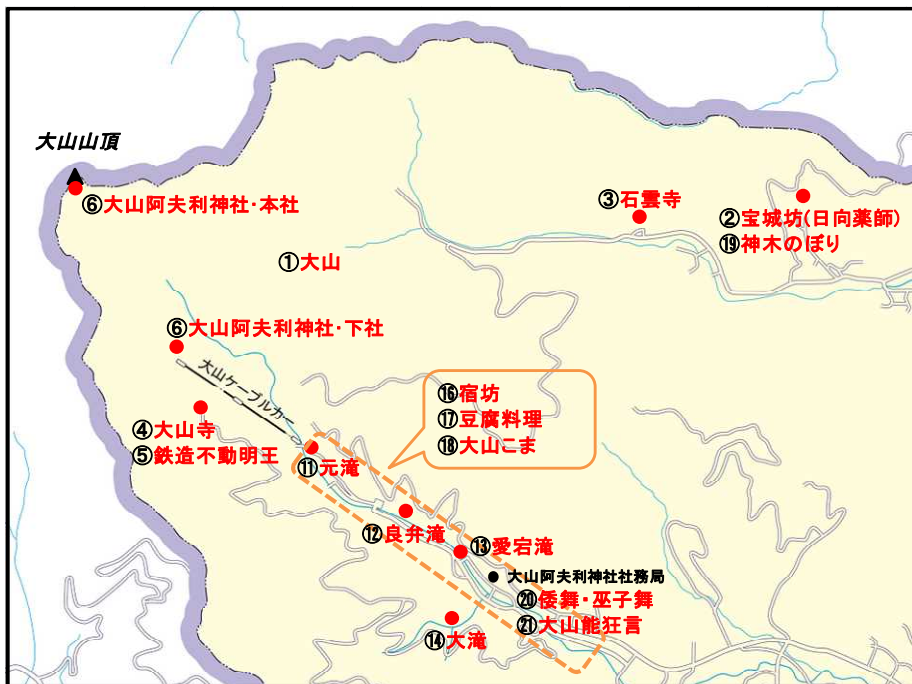 大山山頂
⑥大山阿夫利神社・本社
③石雲寺
②宝城坊(日向薬師)
⑲神木のぼり
①大山
⑥大山阿夫利神社・下社
大山ケーブルカー
④大山寺
⑤鉄造不動明王
⑯宿坊
⑰豆腐料理
⑱大山こま
⑪元滝
⑫良弁滝
⑬愛宕滝
大山阿夫利神社社務局
⑳倭舞・巫子舞
㉑大山能狂言
⑭大滝